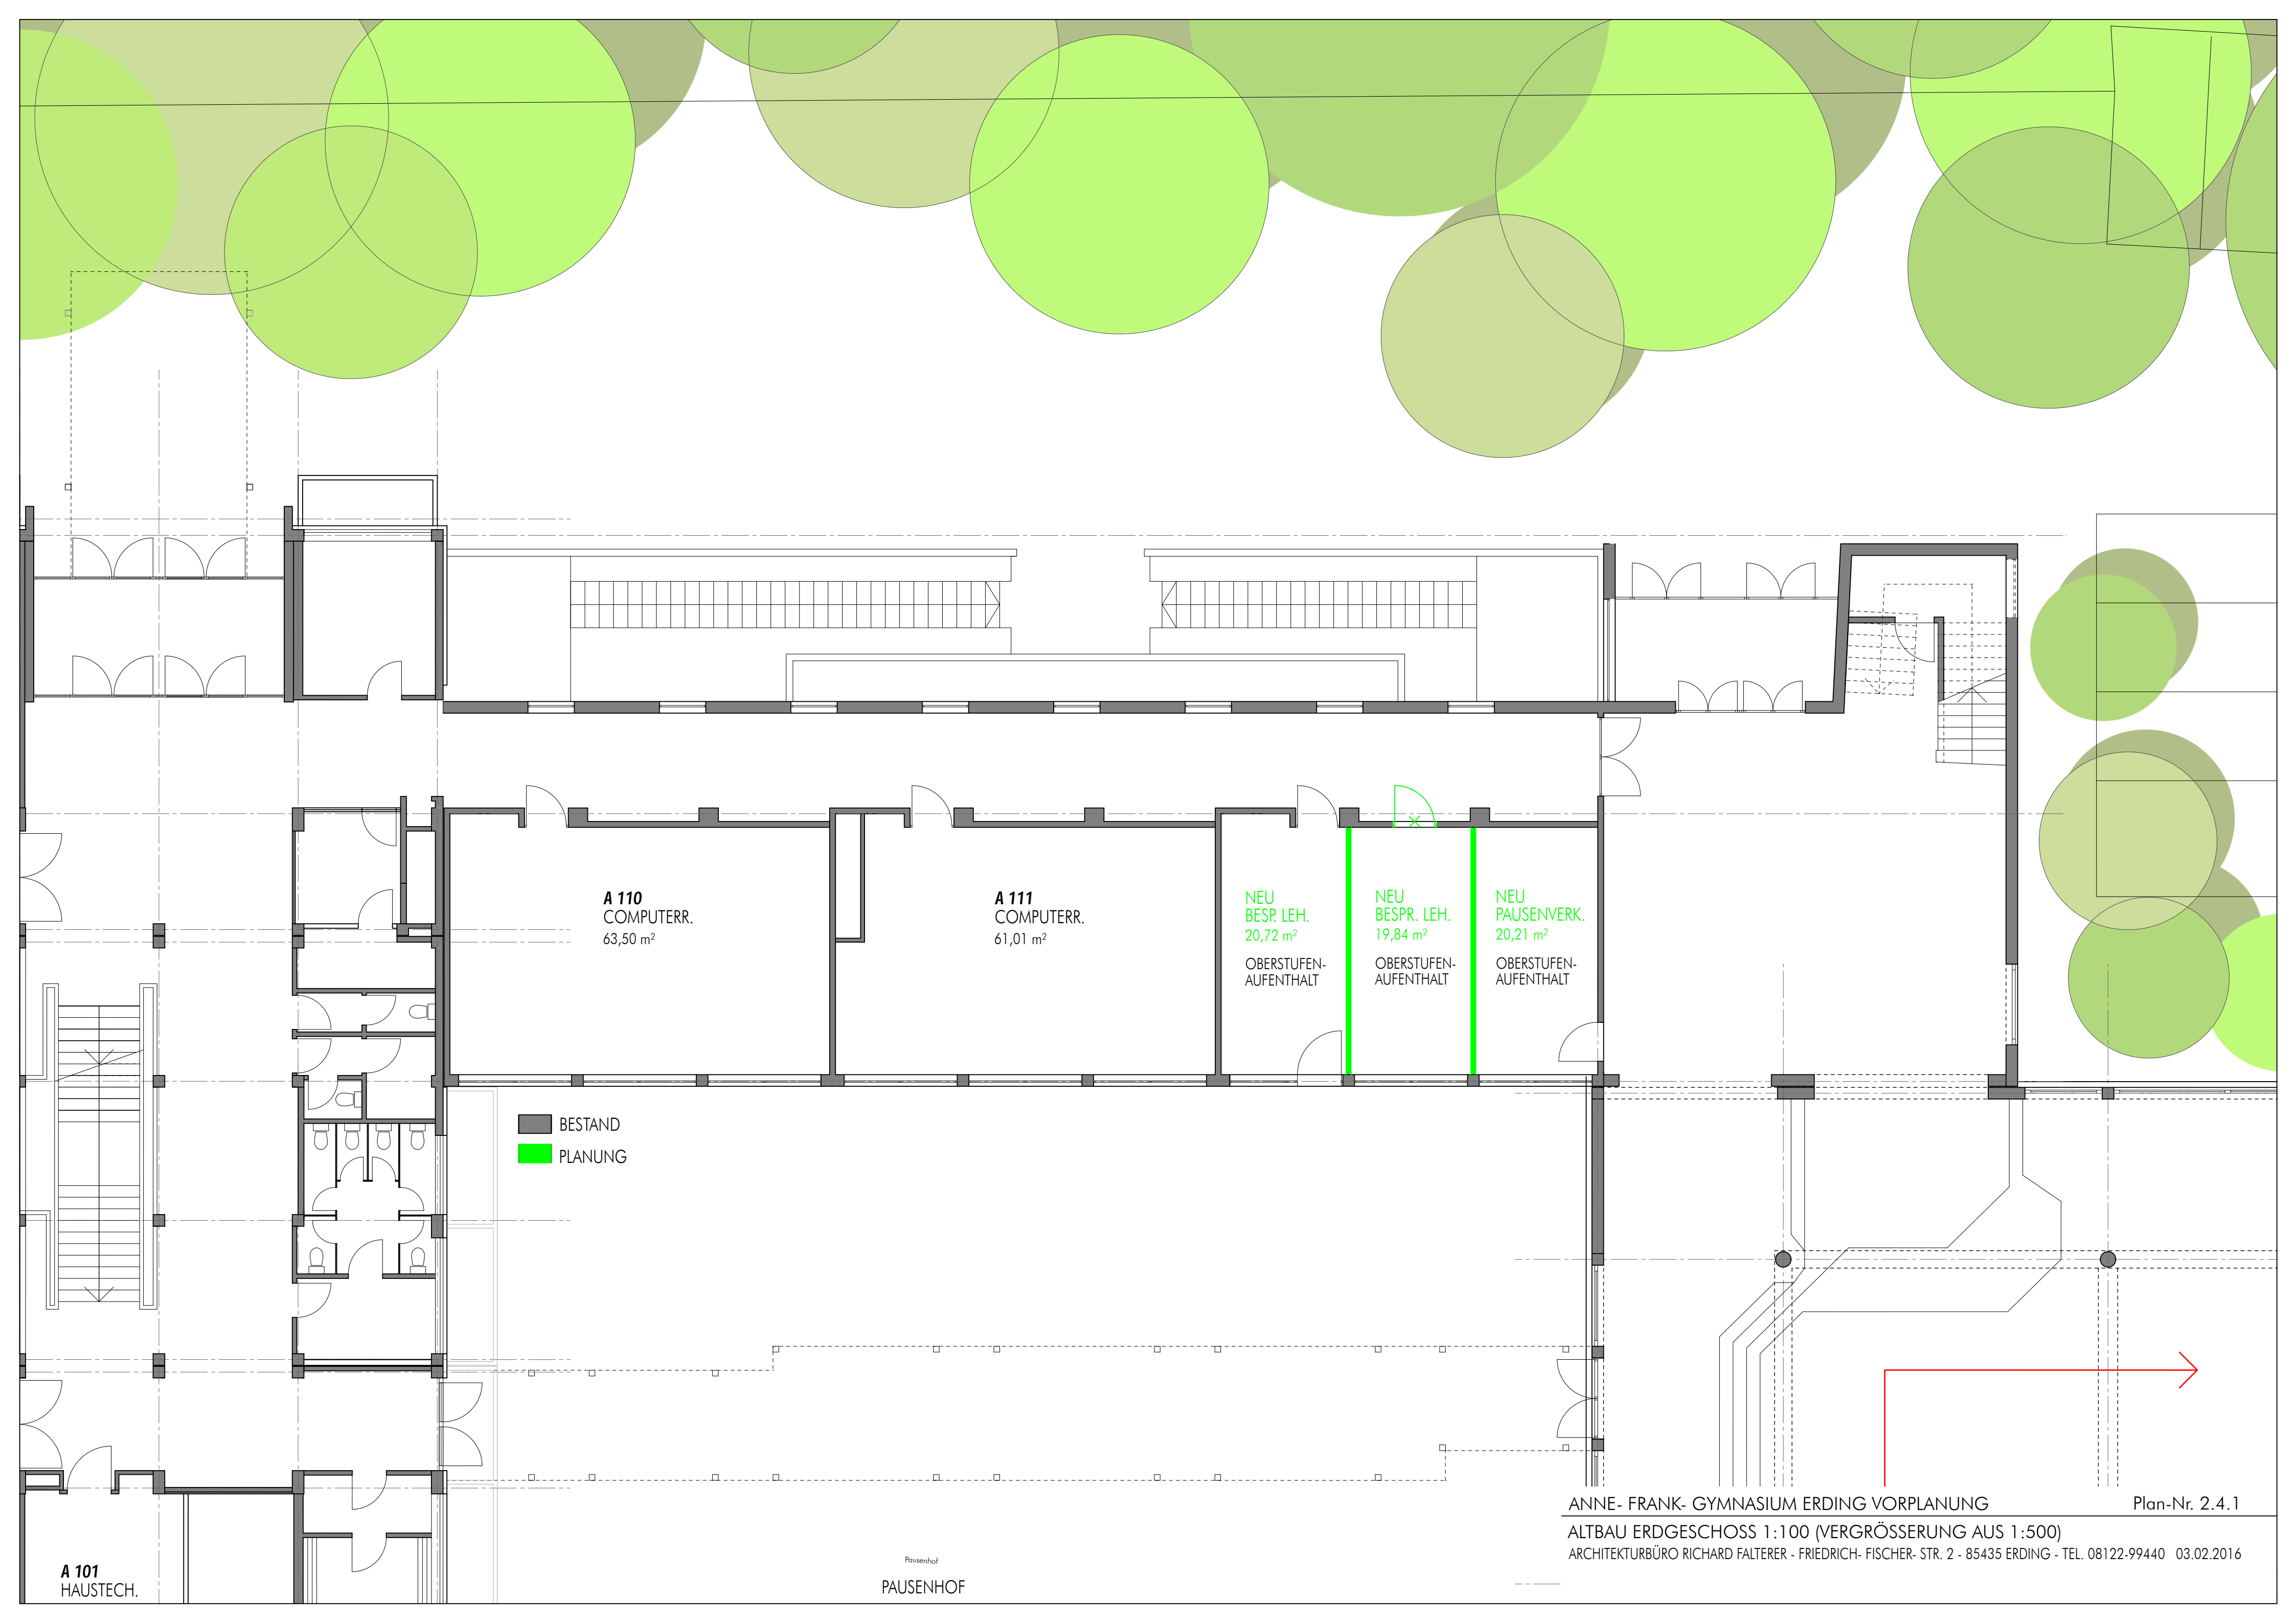 A 110
COMPUTERR.
63,50 m²
A 111
COMPUTERR.
61,01 m²
NEU
BESP. LEH.
20,72 m²
OBERSTUFEN-
AUFENTHALT
NEU
BESPR. LEH.
19,84 m²
OBERSTUFEN-
AUFENTHALT
NEU
PAUSENVERK.
20,21 m²
OBERSTUFEN-
AUFENTHALT
BESTAND
PLANUNG
A 101
HAUSTECH.
Pausenhof
PAUSENHOF
ANNE- FRANK- GYMNASIUM ERDING VORPLANUNG Plan-Nr. 2.4.1
ALTBAU ERDGESCHOSS 1:100 (VERGRÖSSERUNG AUS 1:500)
ARCHITEKTURBÜRO RICHARD FALTERER - FRIEDRICH- FISCHER- STR. 2 - 85435 ERDING - TEL. 08122-99440 03.02.2016